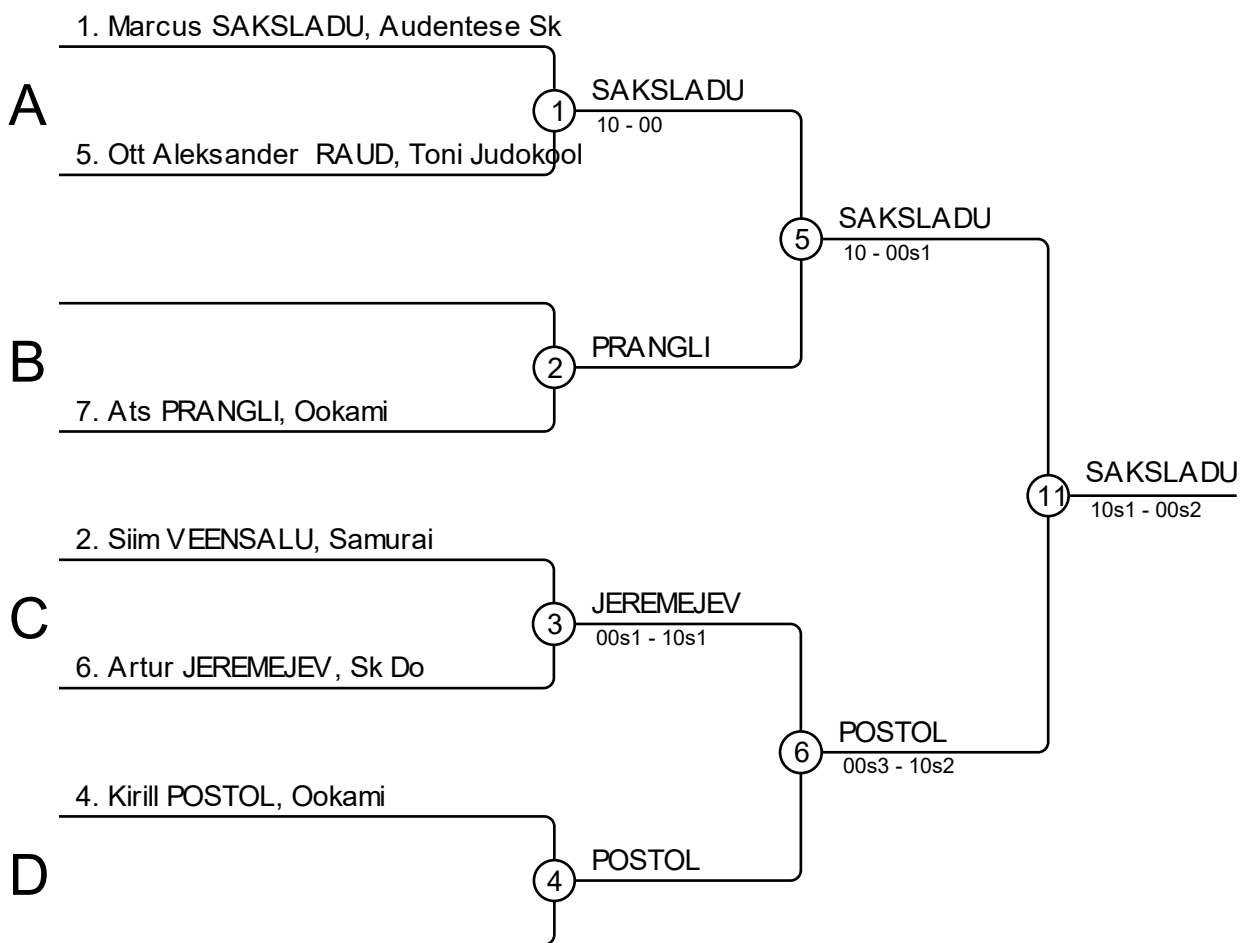 1. Marcus SAKSLADU, Audentese Sk
A
1
SAKSLADU
10 - 00
5. Ott Aleksander  RAUD, Toni Judokool
5
SAKSLADU
10 - 00s1
B
2
PRANGLI
7. Ats PRANGLI, Ookami
11
SAKSLADU
10s1 - 00s2
2. Siim VEENSALU, Samurai
C
3
JEREMEJEV
00s1 - 10s1
6. Artur JEREMEJEV, Sk Do
6
POSTOL
00s3 - 10s2
4. Kirill POSTOL, Ookami
D
4
POSTOL